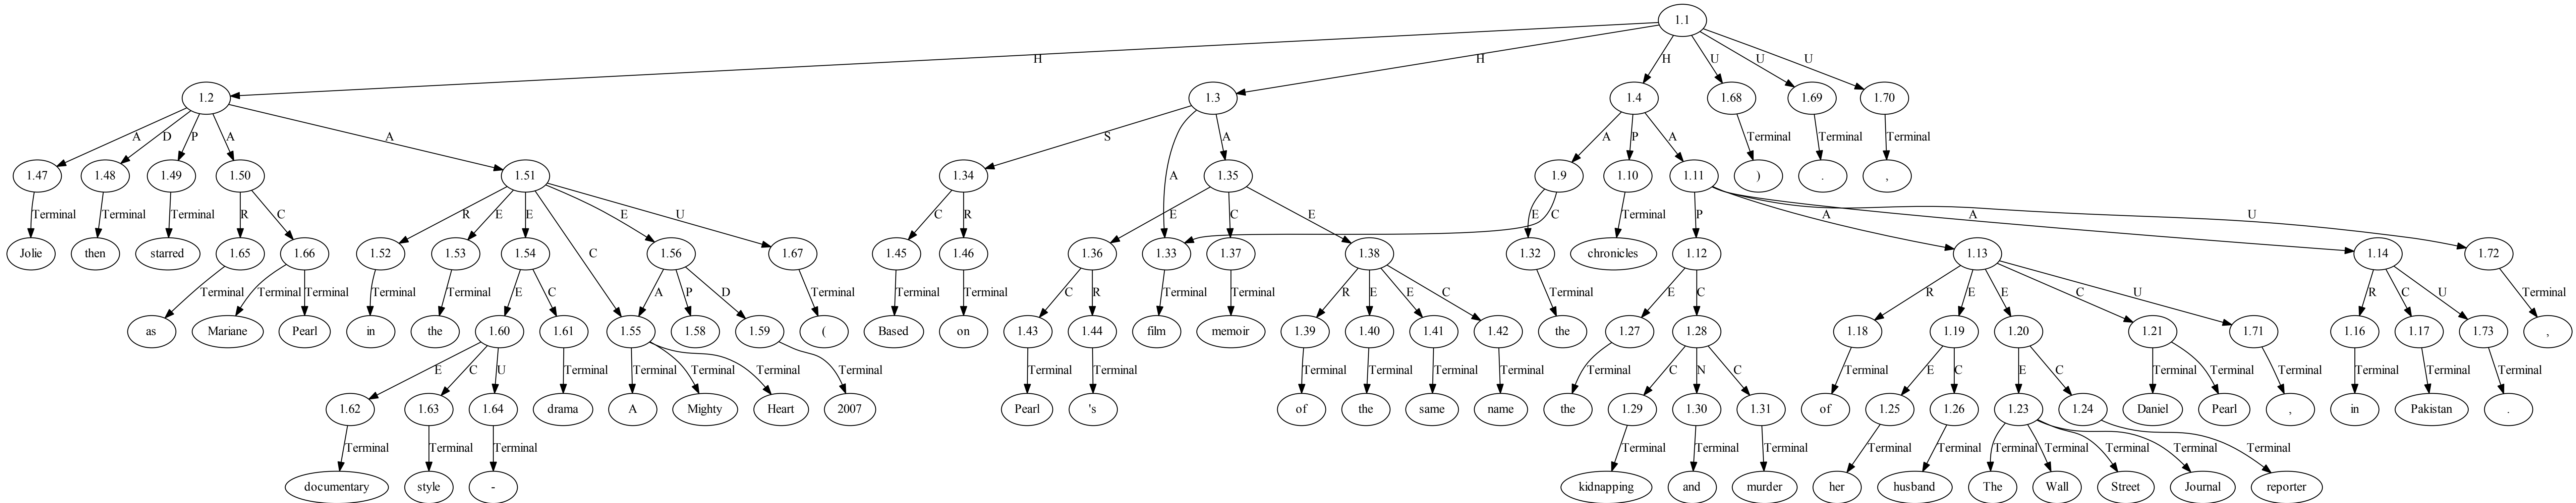 1.1
H H H U U U
1.2 1.3 1.4 1.68 1.69 1.70
A D P A A S A A A P A Terminal Terminal Terminal
1.47 1.48 1.49 1.50 1.51 1.34 1.35 1.9 1.10 1.11 ) . ,
Terminal Terminal Terminal R C R E E C E U C R E C E E C Terminal P A A U
Jolie then starred 1.65 1.66 1.52 1.53 1.54 1.56 1.67 1.45 1.46 1.36 1.33 1.37 1.38 1.32 chronicles 1.12 1.13 1.14 1.72
Terminal Terminal Terminal Terminal Terminal E C A P D Terminal Terminal Terminal C R Terminal Terminal R E E C Terminal E C R E E C U R C U Terminal
as Mariane Pearl in the 1.60 1.61 1.55 1.58 1.59 ( Based on 1.43 1.44 film memoir 1.39 1.40 1.41 1.42 the 1.27 1.28 1.18 1.19 1.20 1.21 1.71 1.16 1.17 1.73 ,
E C U Terminal Terminal Terminal Terminal Terminal Terminal Terminal Terminal Terminal Terminal Terminal Terminal C N C Terminal E C E C Terminal Terminal Terminal Terminal Terminal Terminal
1.62 1.63 1.64 drama A Mighty Heart 2007 Pearl 's of the same name the 1.29 1.30 1.31 of 1.25 1.26 1.23 1.24 Daniel Pearl , in Pakistan .
Terminal Terminal Terminal Terminal Terminal Terminal Terminal Terminal Terminal Terminal Terminal Terminal Terminal
documentary style - kidnapping and murder her husband The Wall Street Journal reporter